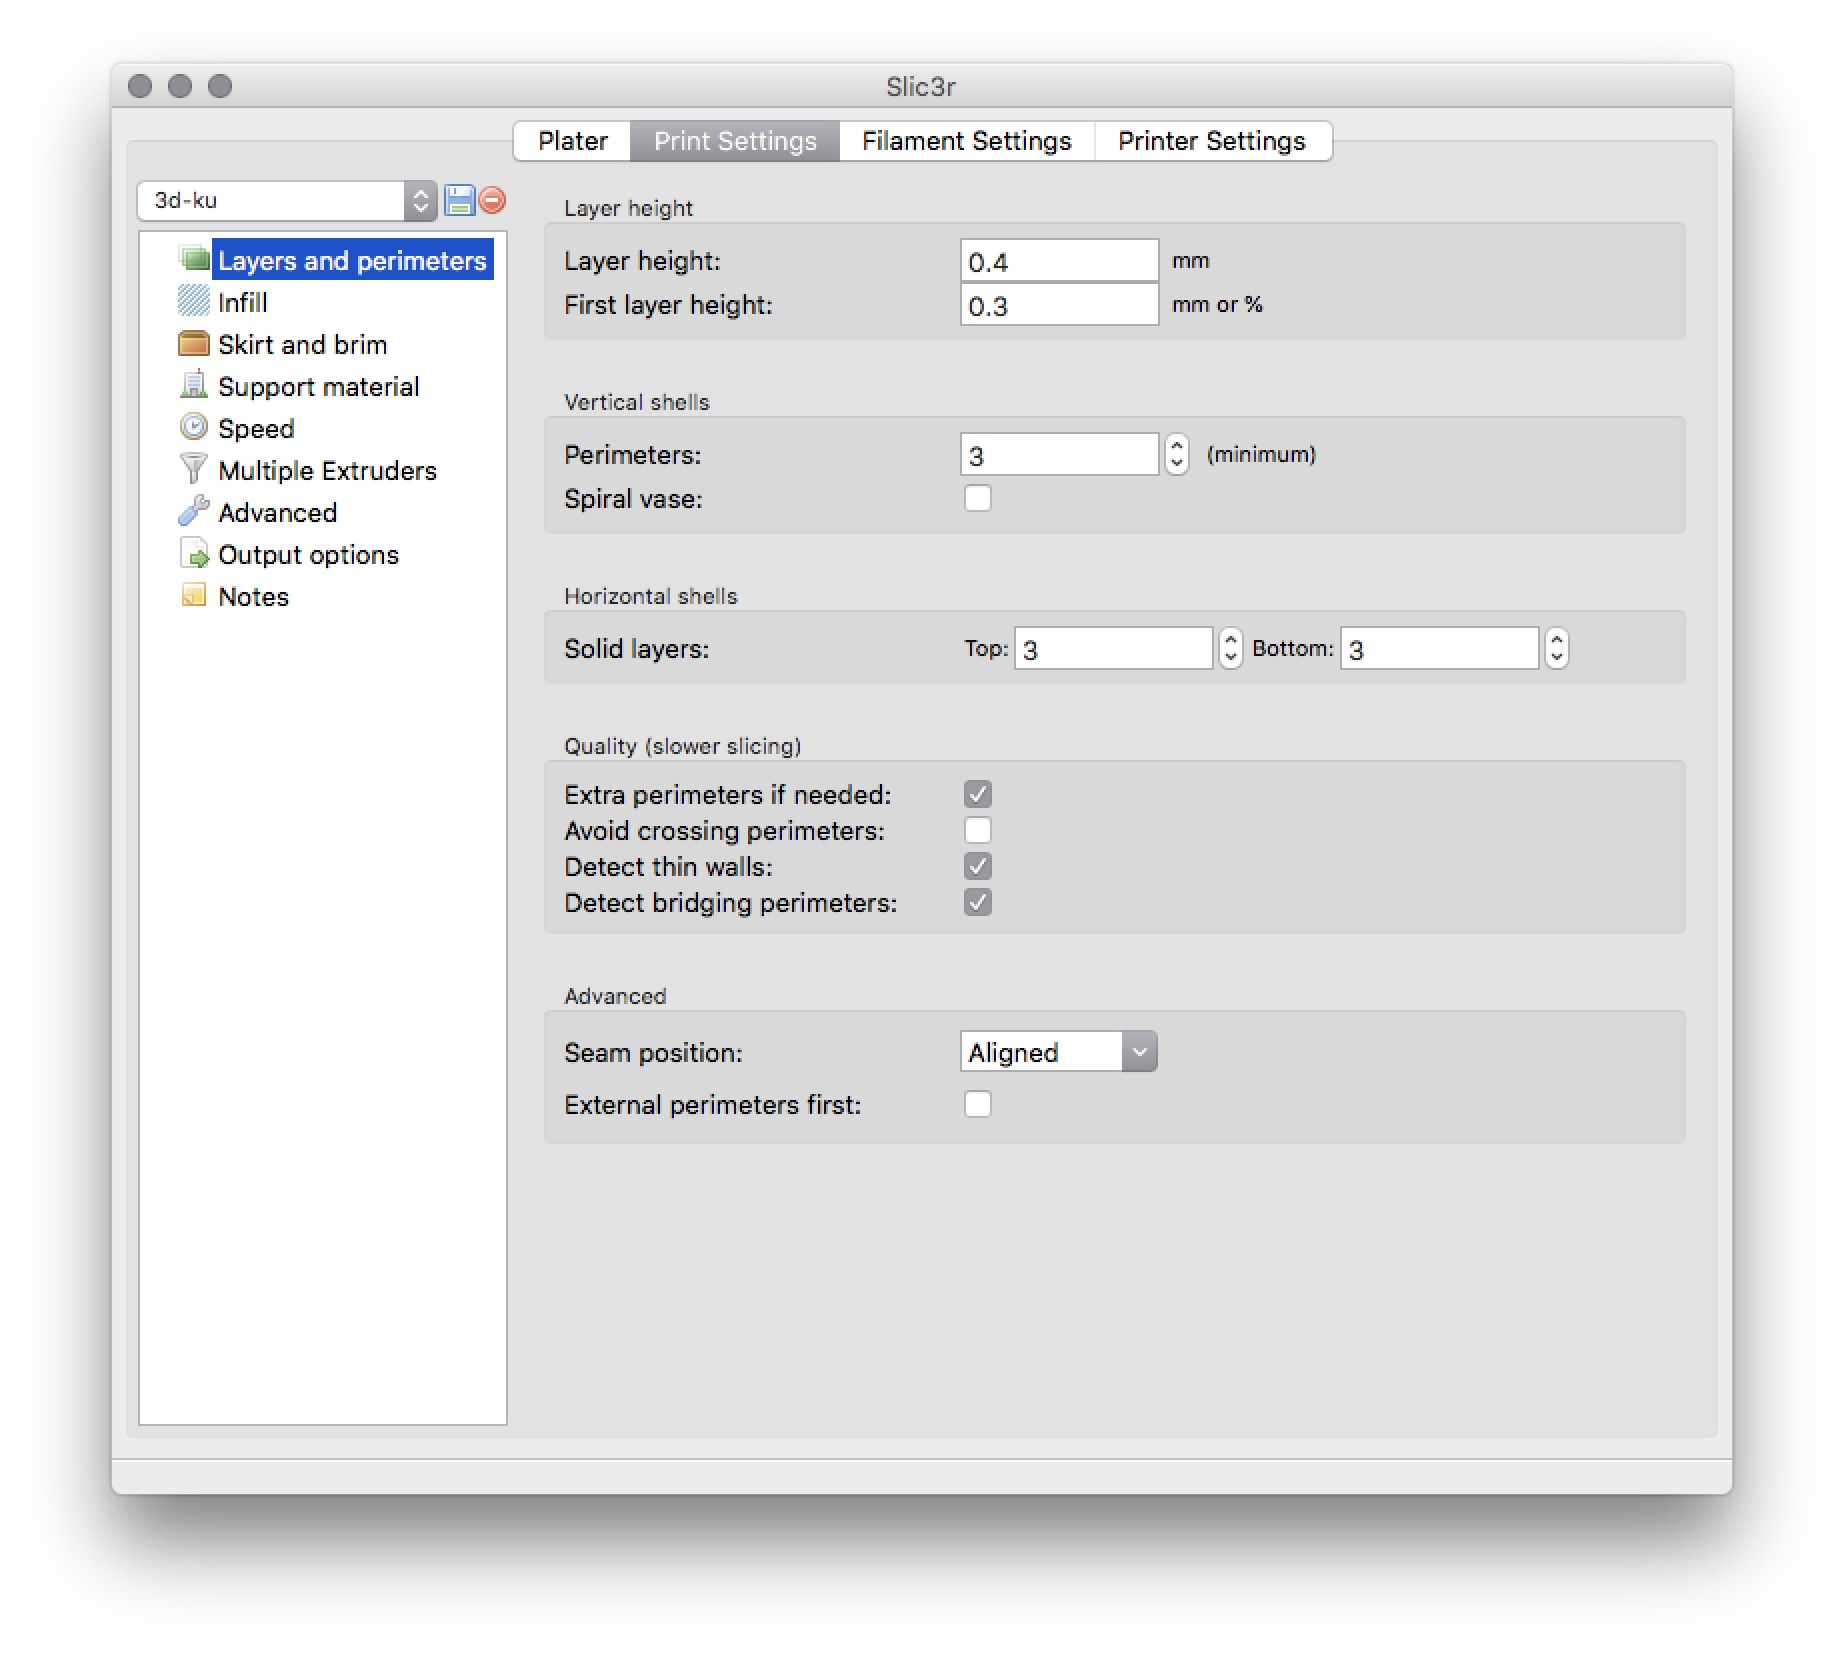 Slic3r
Plater Print Settings Filament Settings Printer Settings
3d-ku
Layers and perimeters
Infill
Skirt and brim
Support material
Speed
Multiple Extruders
Advanced
Output options
Notes
Layer height
Layer height: 0.4 mm
First layer height: 0.3 mm or %
Vertical shells
Perimeters: 3 (minimum)
Spiral vase:
Horizontal shells
Solid layers: Top: 3 Bottom: 3
Quality (slower slicing)
Extra perimeters if needed:
Avoid crossing perimeters:
Detect thin walls:
Detect bridging perimeters:
Advanced
Seam position: Aligned
External perimeters first: